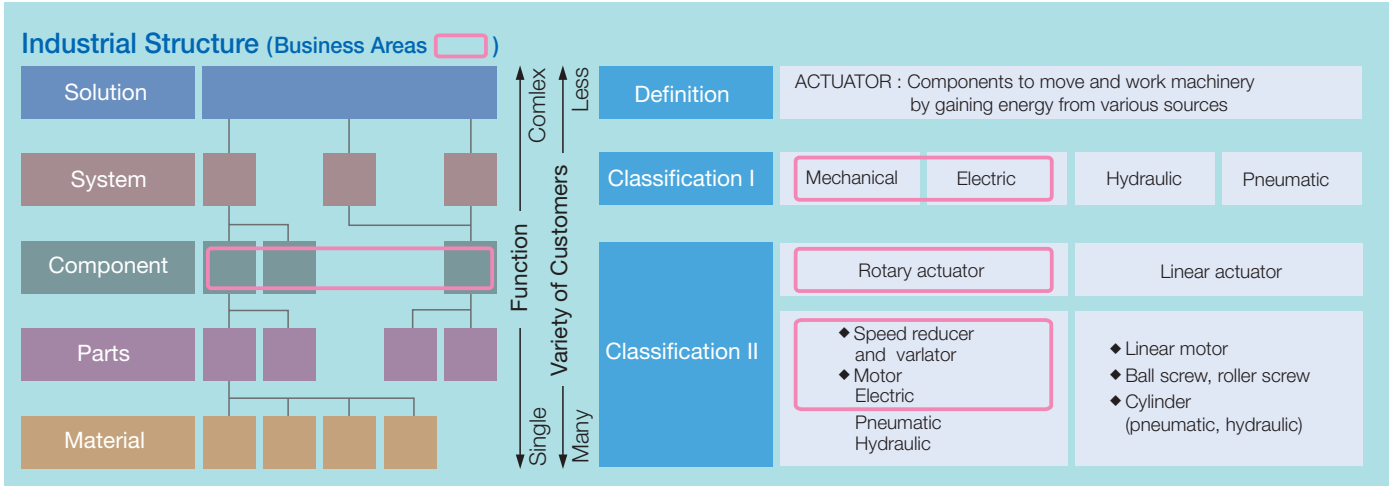 Industrial Structure (Business Areas )
Solution
System
Component
Parts
Material
Comlex
Function
Single
Less
Variety of Customers
Many
Definition
ACTUATOR : Components to move and work machinery
by gaining energy from various sources
Classification I
Mechanical
Electric
Hydraulic
Pneumatic
Classification II
Rotary actuator
Linear actuator
◆ Speed reducer
and varlator
◆ Motor
Electric
Pneumatic
Hydraulic
◆ Linear motor
◆ Ball screw, roller screw
◆ Cylinder
(pneumatic, hydraulic)